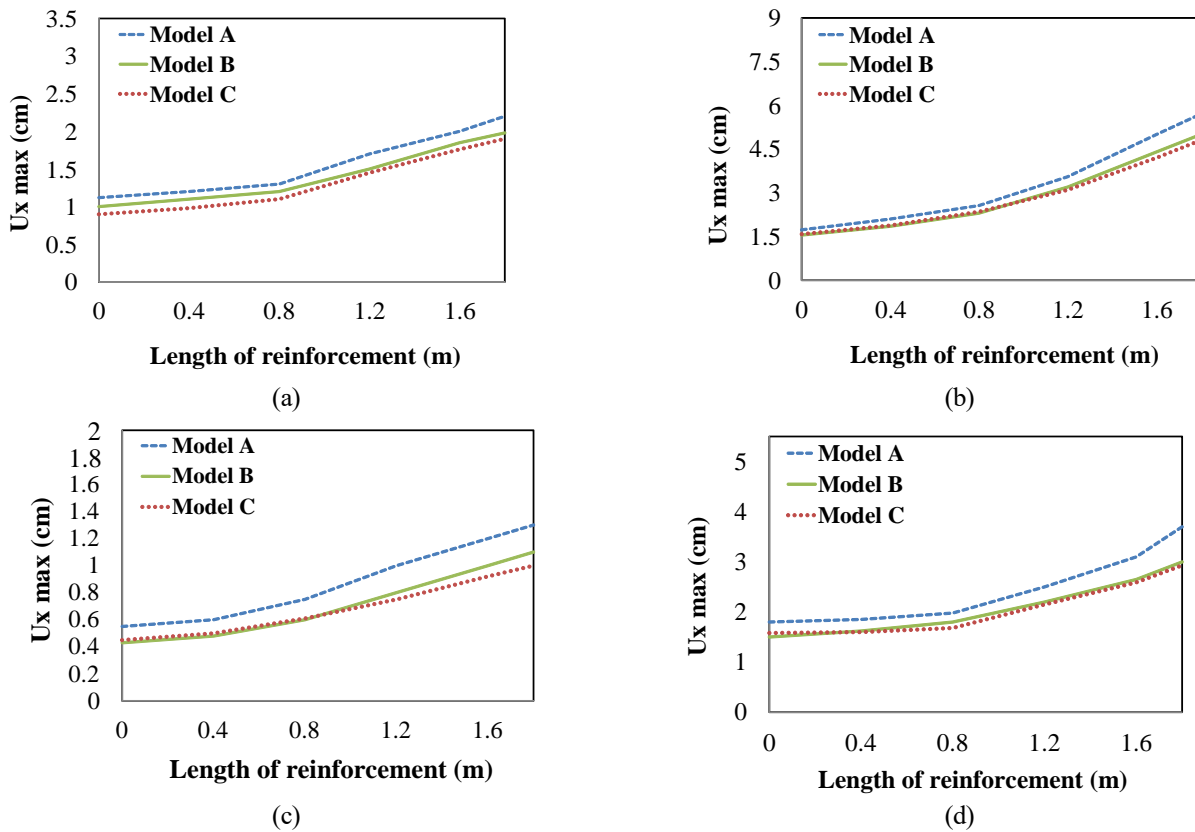 3.5
3
2.5
2
1.5
1
0.5
0
Ux max (cm)
Model A
Model B
Model C
0 0.4 0.8 1.2 1.6
Length of reinforcement (m)
(a)
9
7.5
6
4.5
3
1.5
0
Ux max (cm)
Model A
Model B
Model C
0 0.4 0.8 1.2 1.6
Length of reinforcement (m)
(b)
2
1.8
1.6
1.4
1.2
1
0.8
0.6
0.4
0.2
0
Ux max (cm)
Model A
Model B
Model C
0 0.4 0.8 1.2 1.6
Length of reinforcement (m)
(c)
5
4
3
2
1
0
Ux max (cm)
Model A
Model B
Model C
0 0.4 0.8 1.2 1.6
Length of reinforcement (m)
(d)